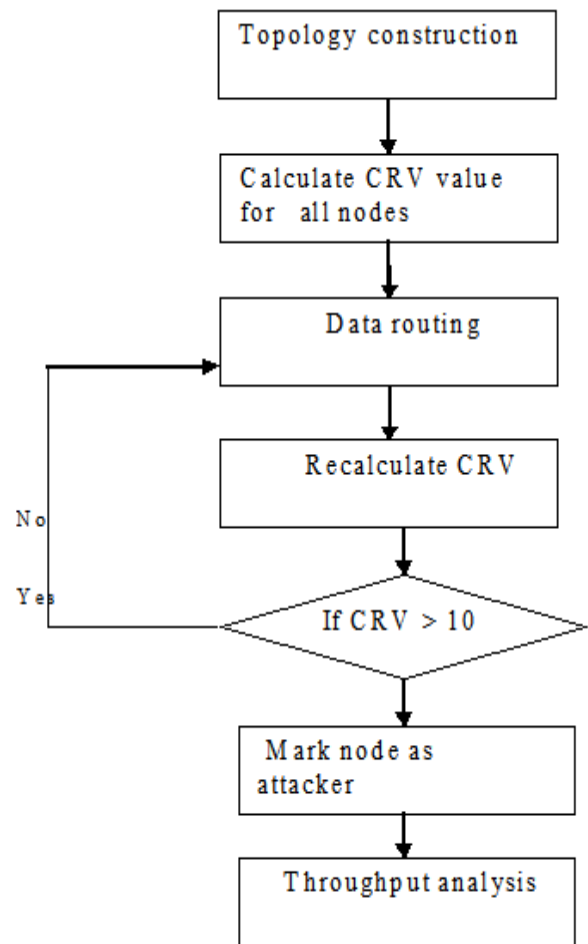 Topology construction
Calculate CRV value
for all nodes
Data routing
Recalculate CRV
No
Yes
If CRV > 10
Mark node as
attacker
Throughput analysis